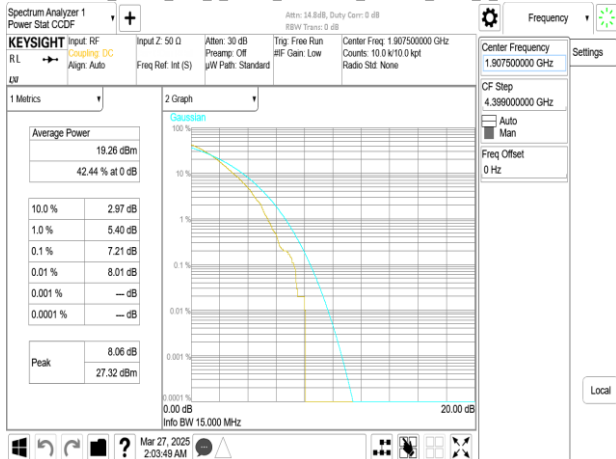 Spectrum Analyzer 1
Power Stat CCDF
Attn: 14.8dB, Duty Corr: 0 dB
RBW Trans: 0 dB
Frequency
KEYSIGHT
RL
LXI
Input: RF
Coupling: DC
Align: Auto
Input Z: 50 Ω
Freq Ref: Int (S)
Atten: 30 dB
Preamp: Off
µW Path: Standard
Trig: Free Run
#IF Gain: Low
Center Freq: 1.907500000 GHz
Counts: 10.0 k/10.0 kpt
Radio Std: None
Center Frequency
1.907500000 GHz
Settings
CF Step
4.399000000 GHz
Auto
Man
Freq Offset
0 Hz
1 Metrics
Average Power
19.26 dBm
42.44 % at 0 dB
10.0 % 2.97 dB
1.0 % 5.40 dB
0.1 % 7.21 dB
0.01 % 8.01 dB
0.001 % --- dB
0.0001 % --- dB
Peak
8.06 dB
27.32 dBm
2 Graph
Gaussian
100 %
10 %
1 %
0.1 %
0.01 %
0.001 %
0.0001 %
0.00 dB 20.00 dB
Info BW 15.000 MHz
Local
?
Mar 27, 2025
2:03:49 AM